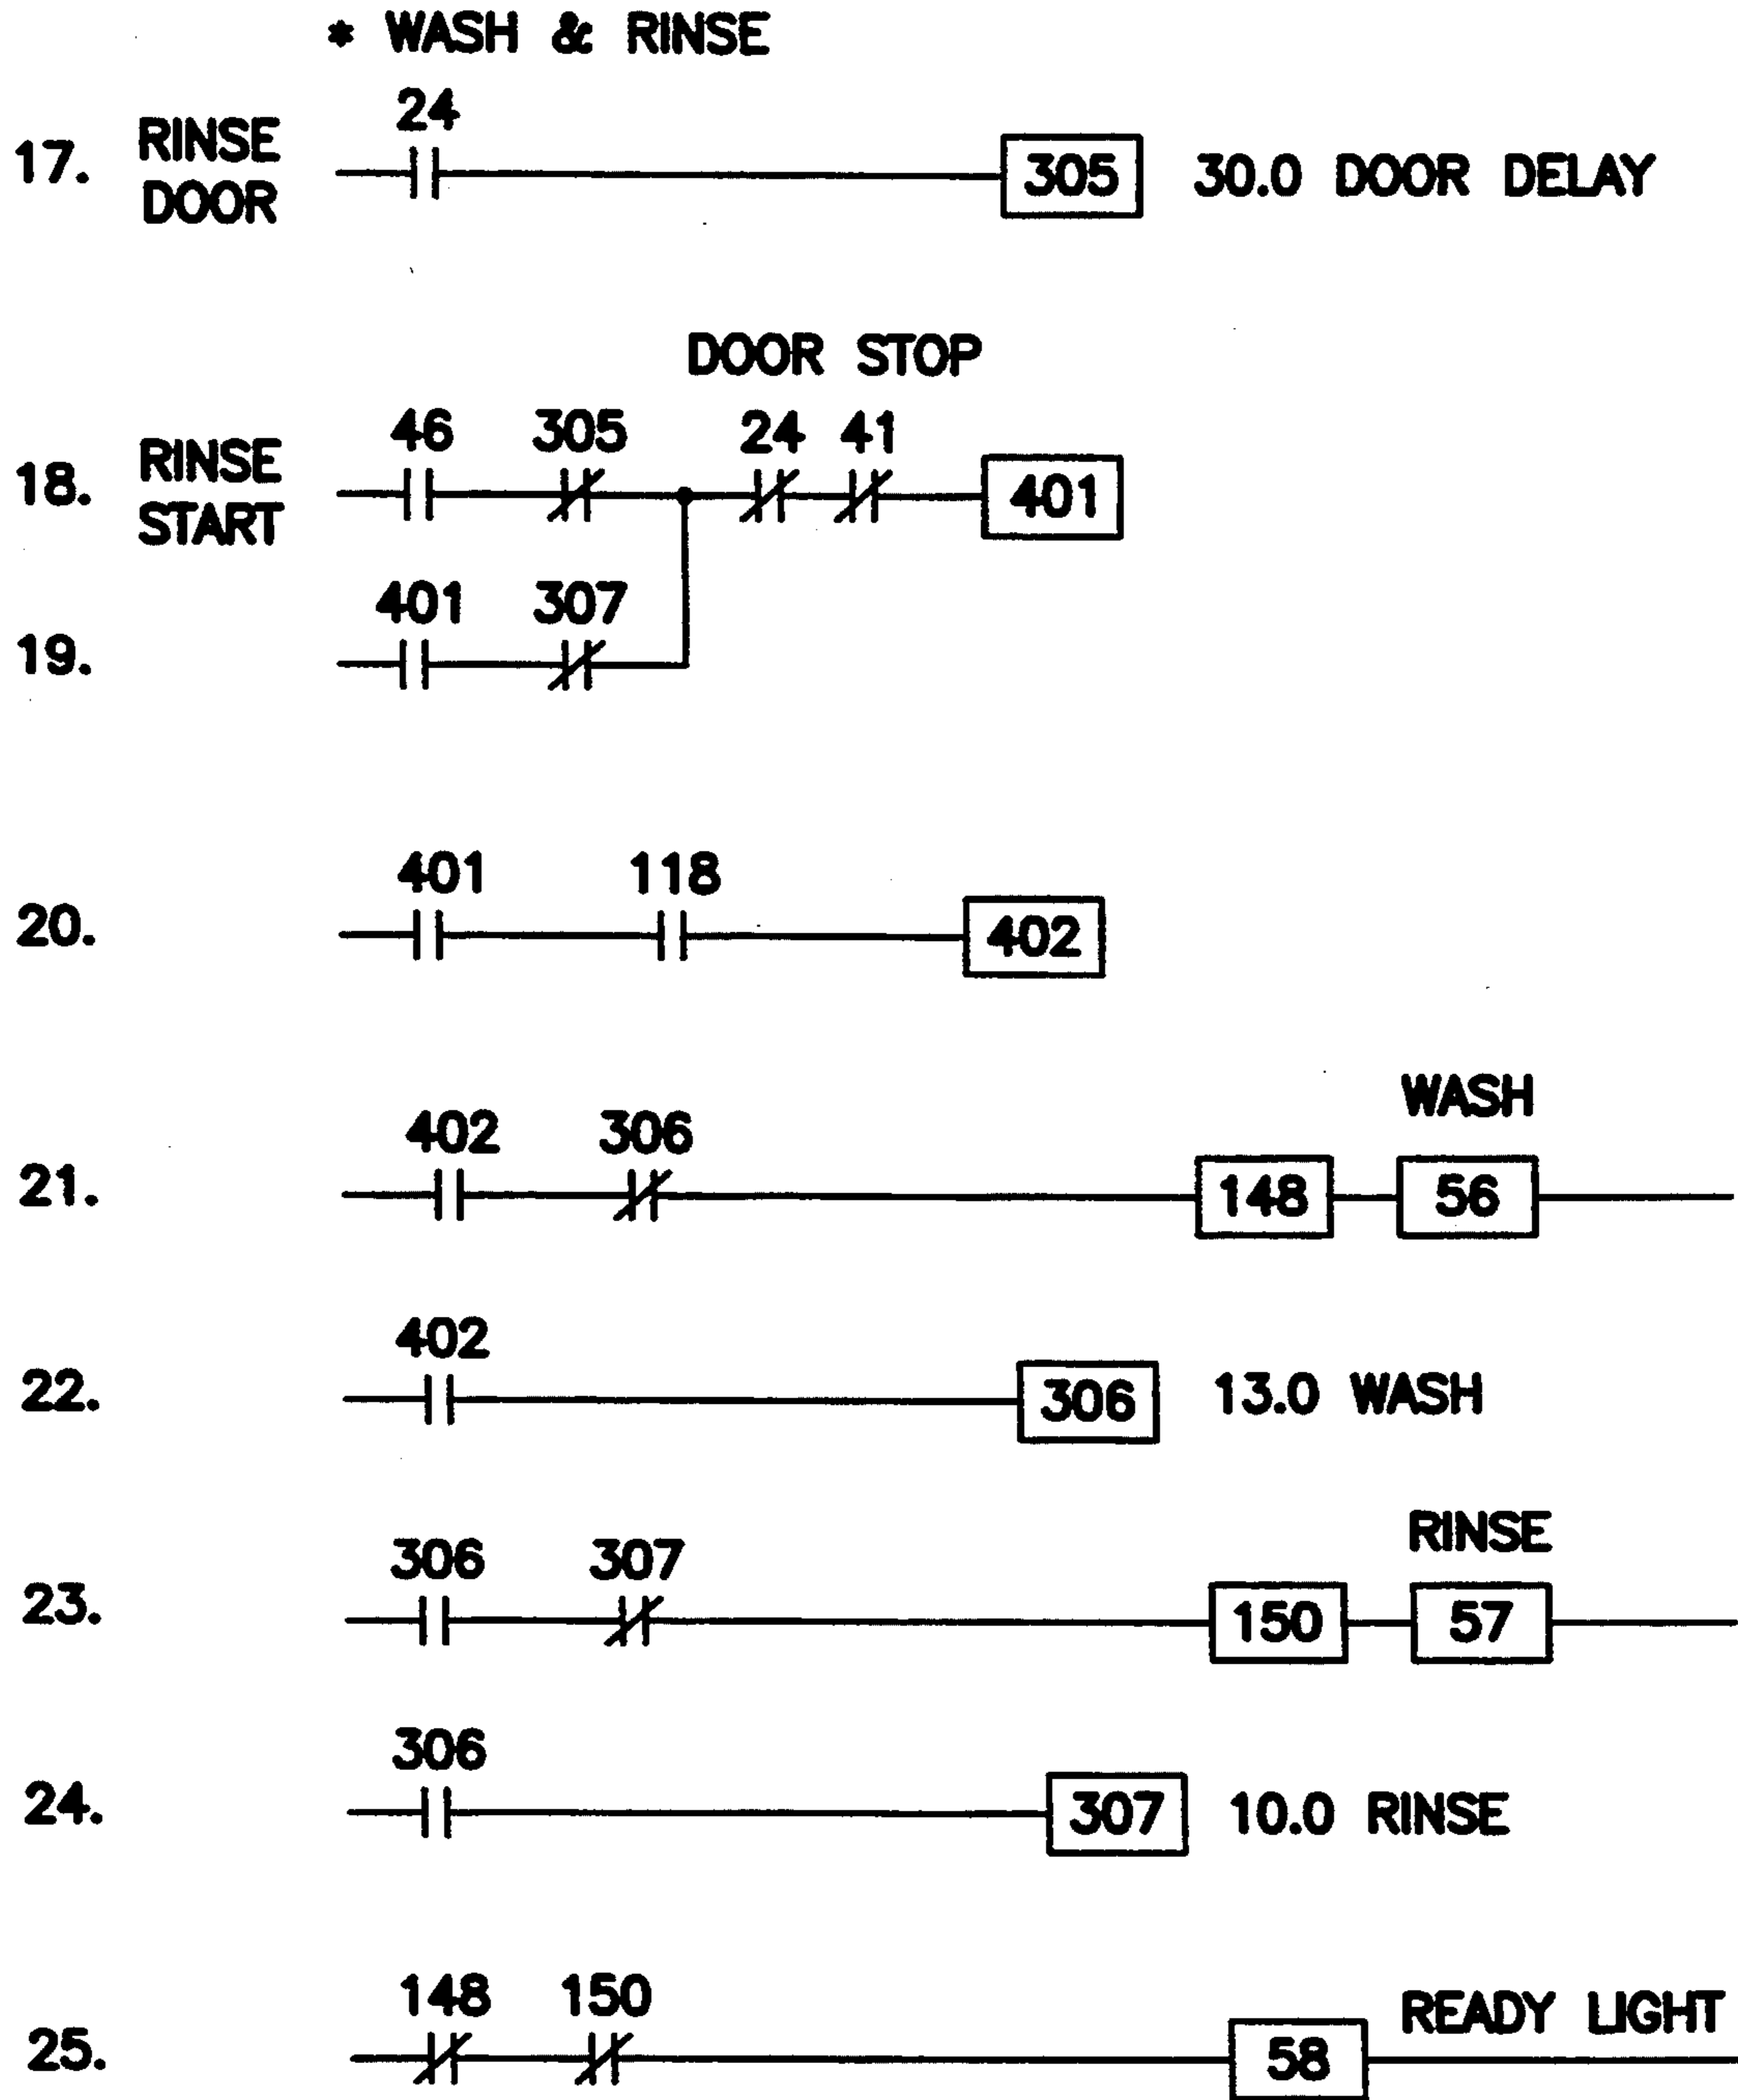 * WASH & RINSE
24
17. RINSE DOOR 305 30.0 DOOR DELAY
DOOR STOP
46 305 24 41
18. RINSE START 401
401 307
19.
401 118
20. 402
WASH
402 306
21. 148 56
402
22. 306 13.0 WASH
RINSE
306 307
23. 150 57
306
24. 307 10.0 RINSE
148 150 READY LIGHT
25. 58